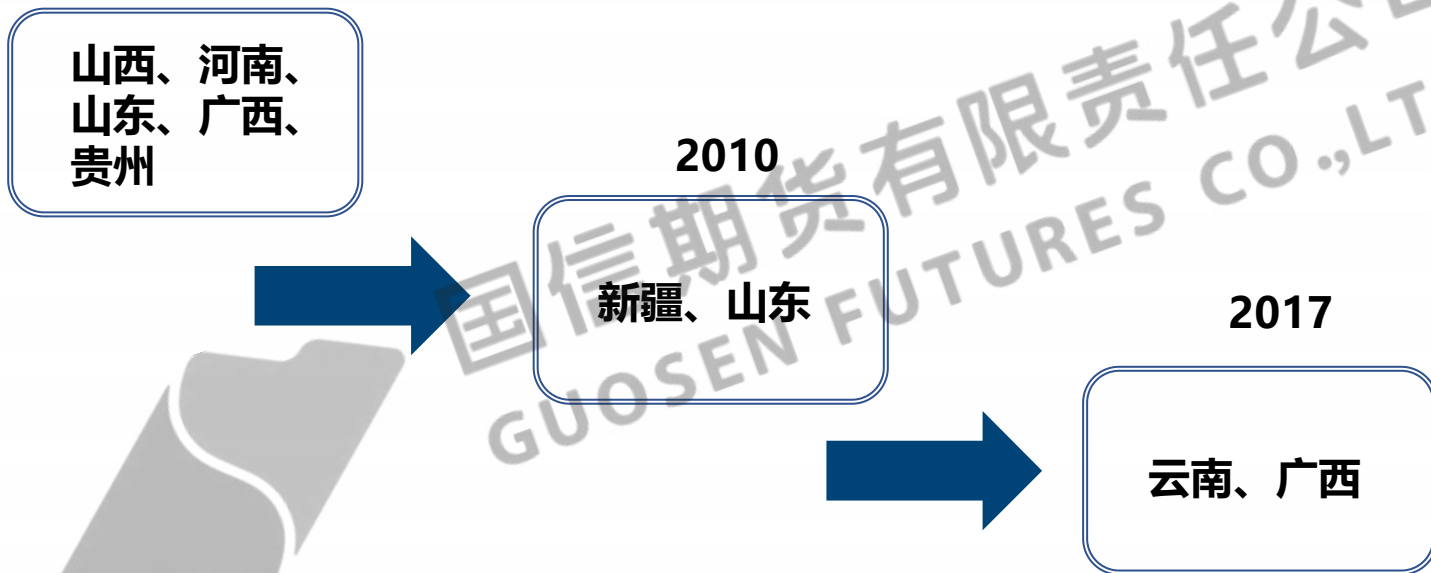 山西、河南、
山东、广西、
贵州
2010
新疆、山东
2017
云南、广西
国信期货有限责任公
GUOSEN FUTURES CO.,LT